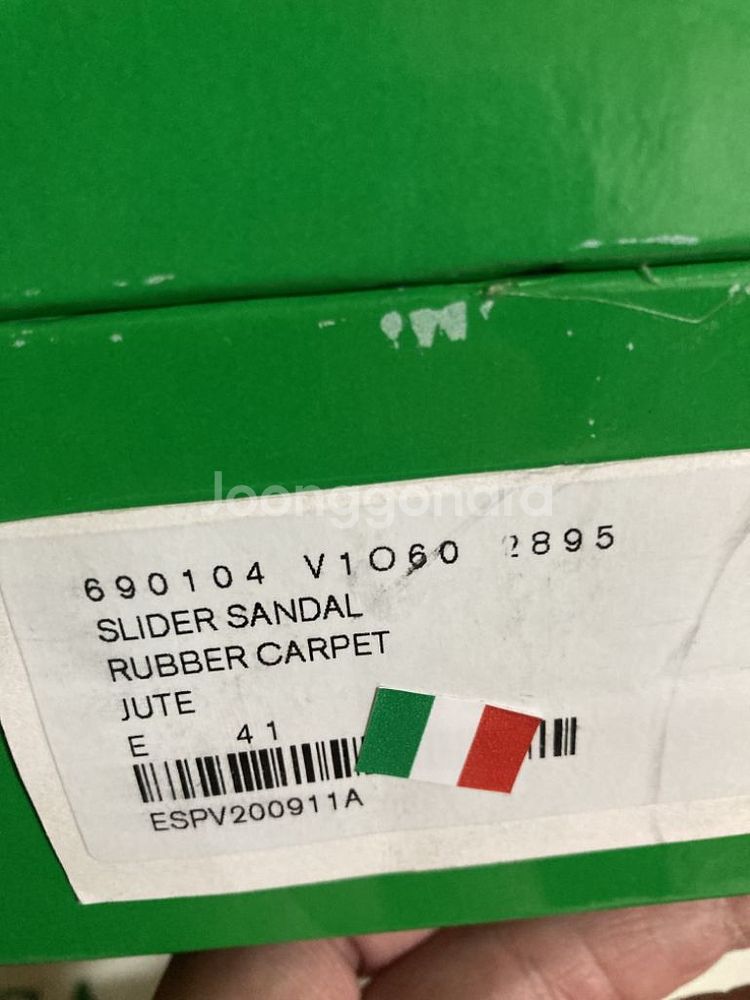 Joonggonara
690104 V1O60 2895
SLIDER SANDAL
RUBBER CARPET
JUTE
E 41
ESPV200911A